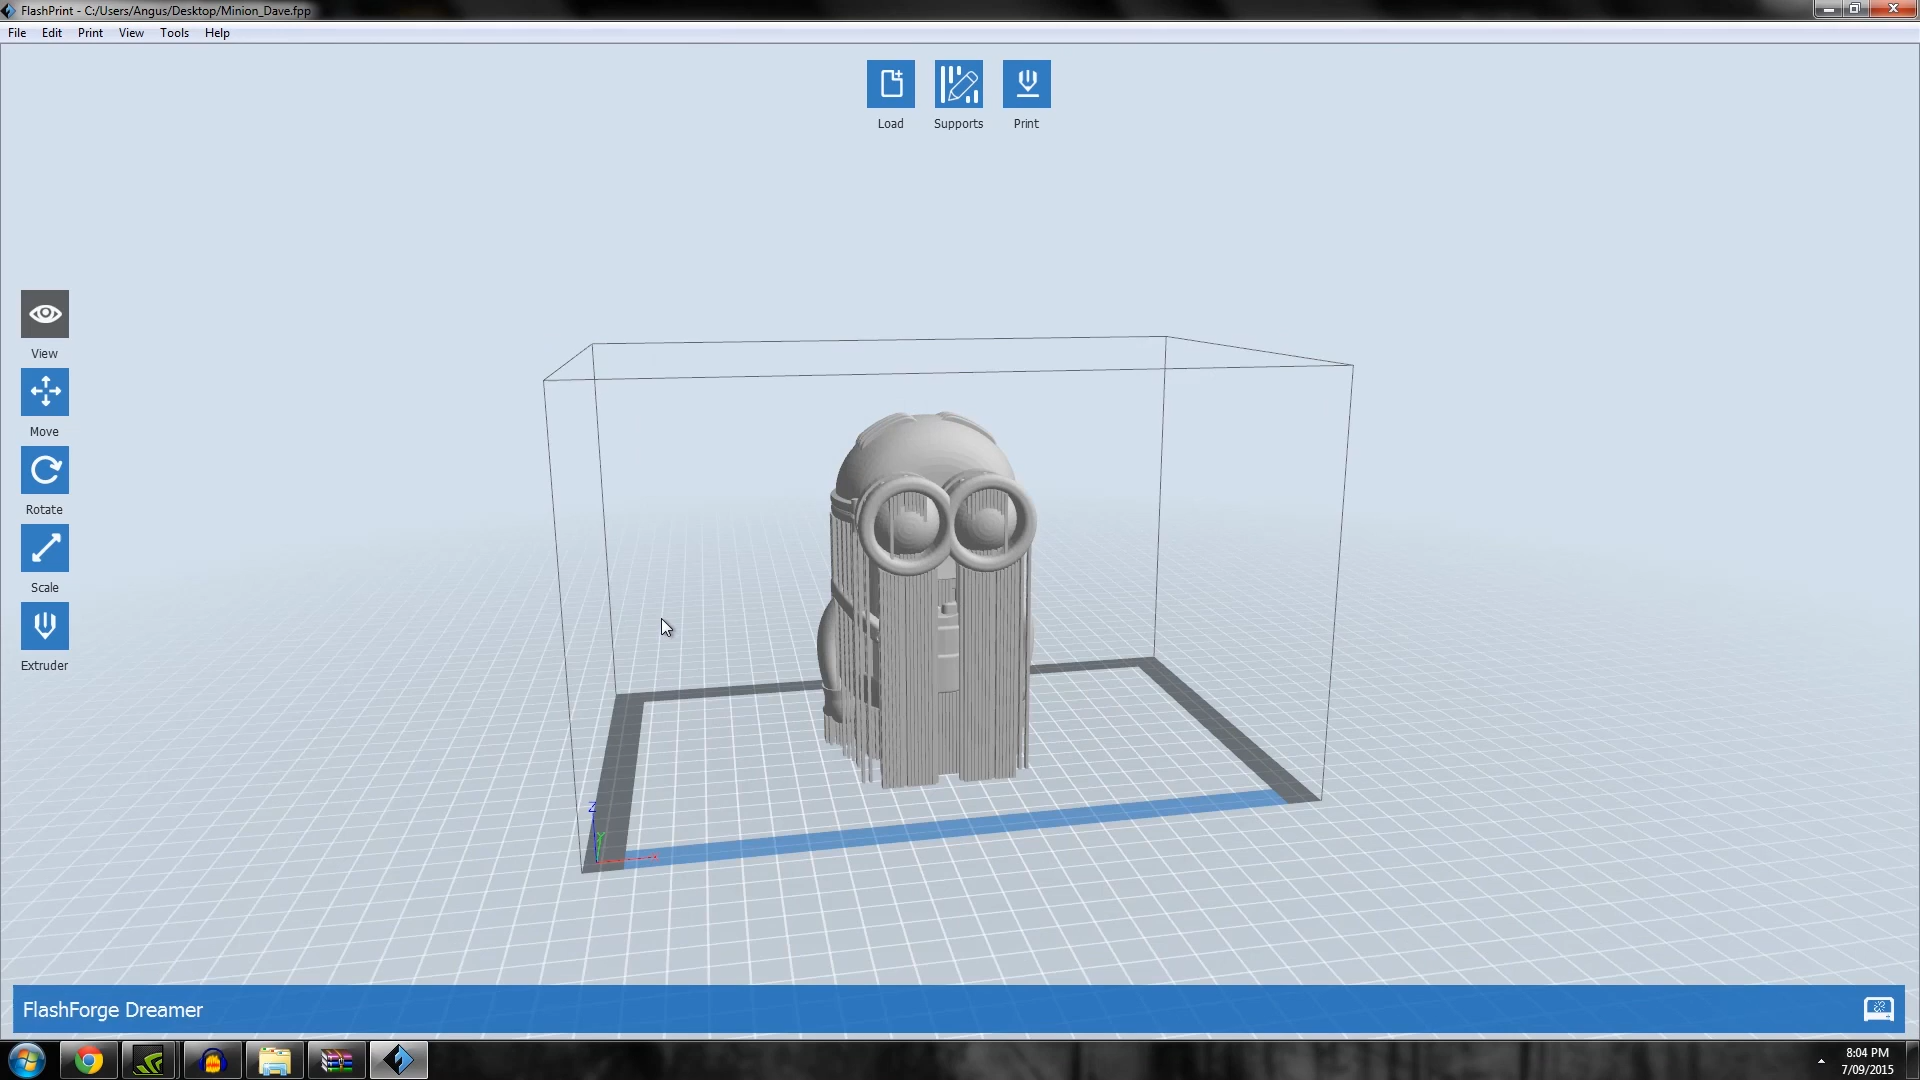 FlashPrint - C:/Users/Angus/Desktop/Minion_Dave.fpp
File Edit Print View Tools Help
Load Supports Print
View
Move
Rotate
Scale
Extruder
Z
Y
FlashForge Dreamer
8:04 PM
7/09/2015